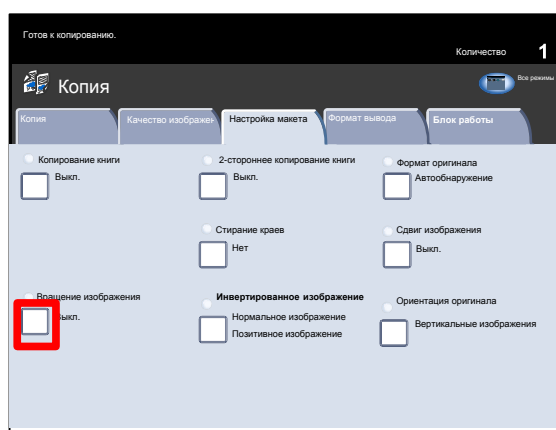 Готов к копированию.
Количество 1
Копия
Все режимы
Копия
Качество изображен
Настройка макета
Формат вывода
Блок работы
Копирование книги
Выкл.
2-стороннее копирование книги
Выкл.
Формат оригинала
Автообнаружение
Стирание краев
Нет
Сдвиг изображения
Выкл.
Вращение изображения
Выкл.
Инвертированное изображение
Нормальное изображение
Позитивное изображение
Ориентация оригинала
Вертикальные изображения